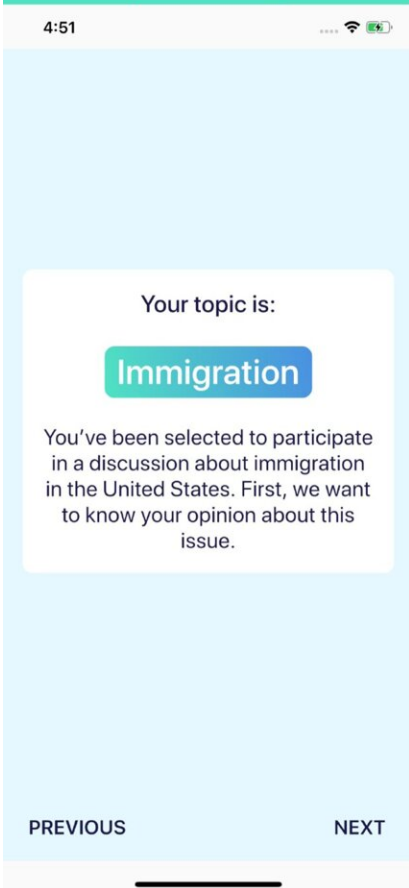 4:51
Your topic is:
Immigration
You’ve been selected to participate
in a discussion about immigration
in the United States. First, we want
to know your opinion about this
issue.
PREVIOUS
NEXT